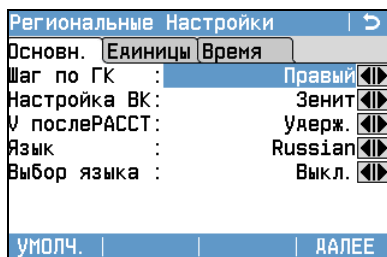 Региональные Настройки
Основн. Единицы Время
Шаг по ГК : Правый
Настройка ВК: Зенит
V послеРАССТ: Удерж.
Язык : Russian
Выбор языка : Выкл.
УМОЛЧ. ДАЛЕЕ